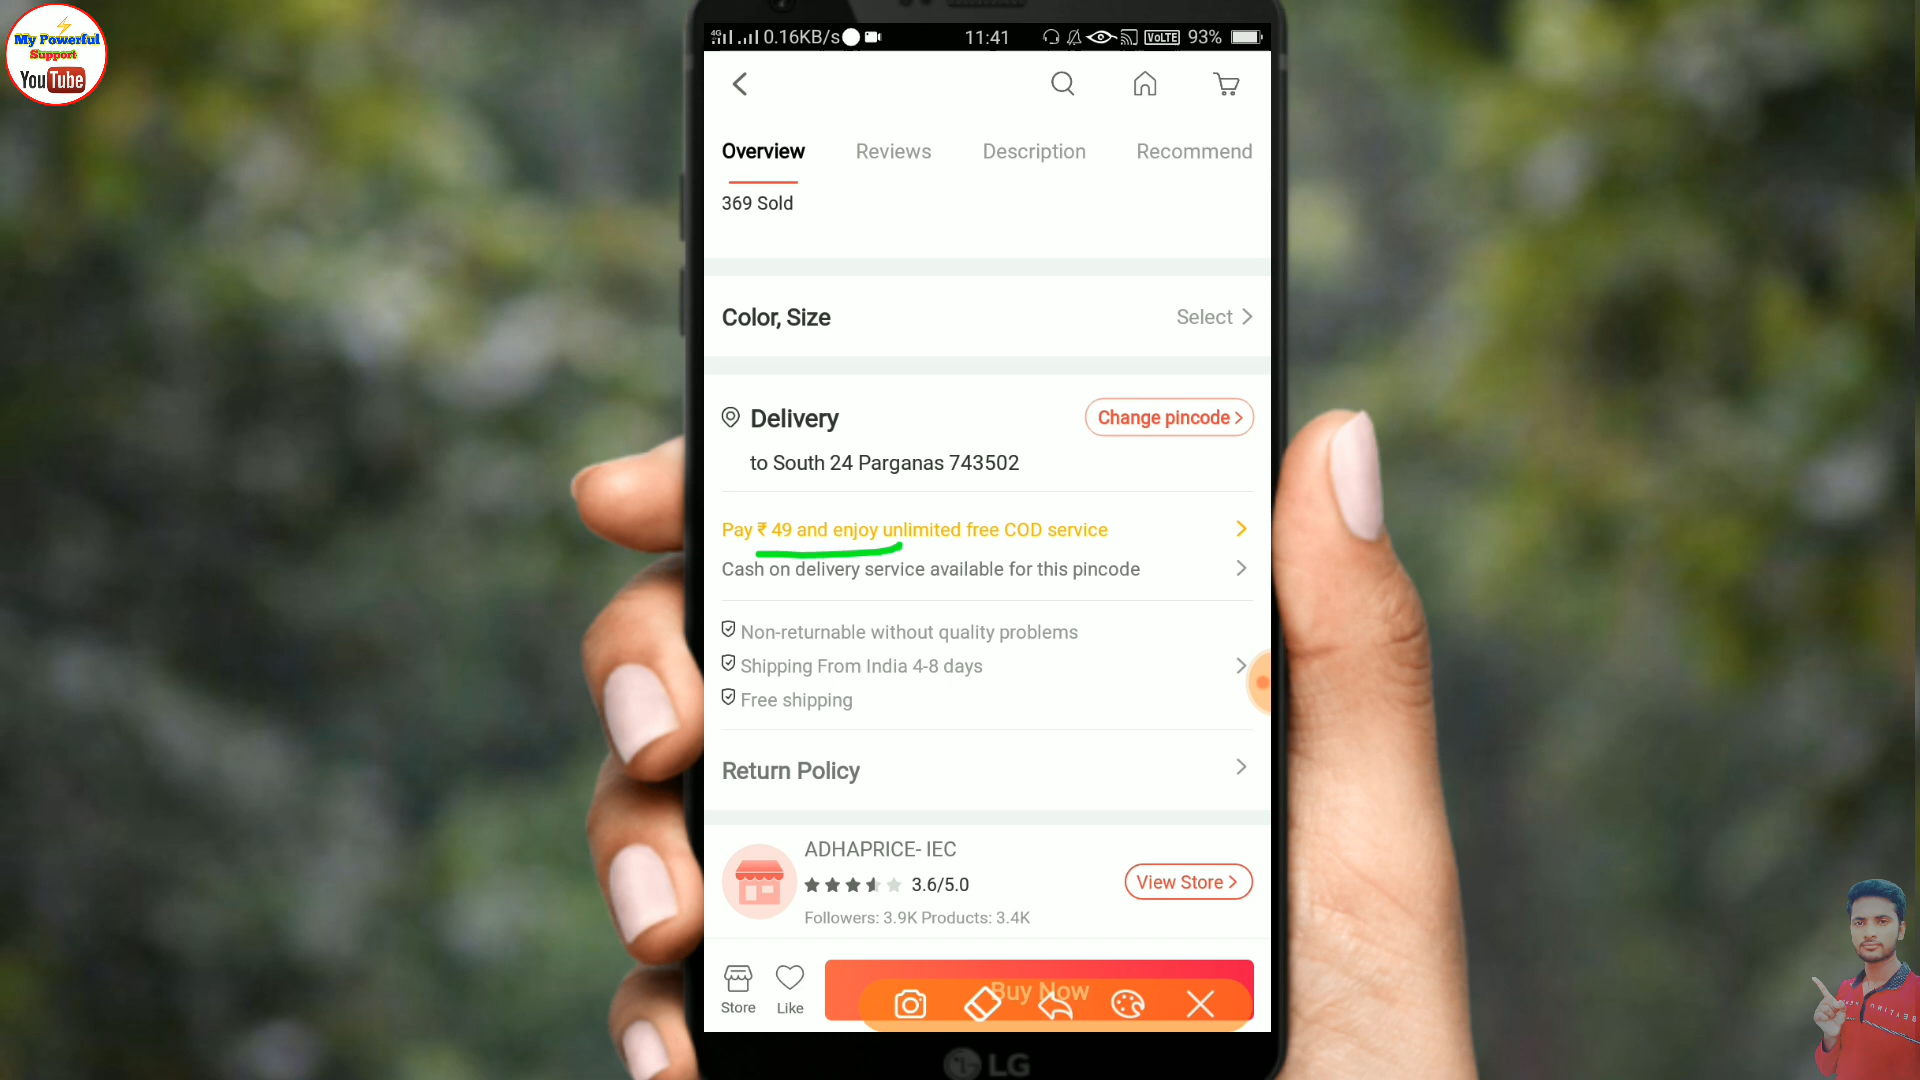 My Powerful
Support
YouTube
4G 0.16KB/s 11:41 VoLTE 93%
Overview Reviews Description Recommend
369 Sold
Color, Size Select
Delivery Change pincode
to South 24 Parganas 743502
Pay ₹ 49 and enjoy unlimited free COD service
Cash on delivery service available for this pincode
Non-returnable without quality problems
Shipping From India 4-8 days
Free shipping
Return Policy
ADHAPRICE- IEC
3.6/5.0
View Store
Followers: 3.9K Products: 3.4K
Store Like Buy Now
LG